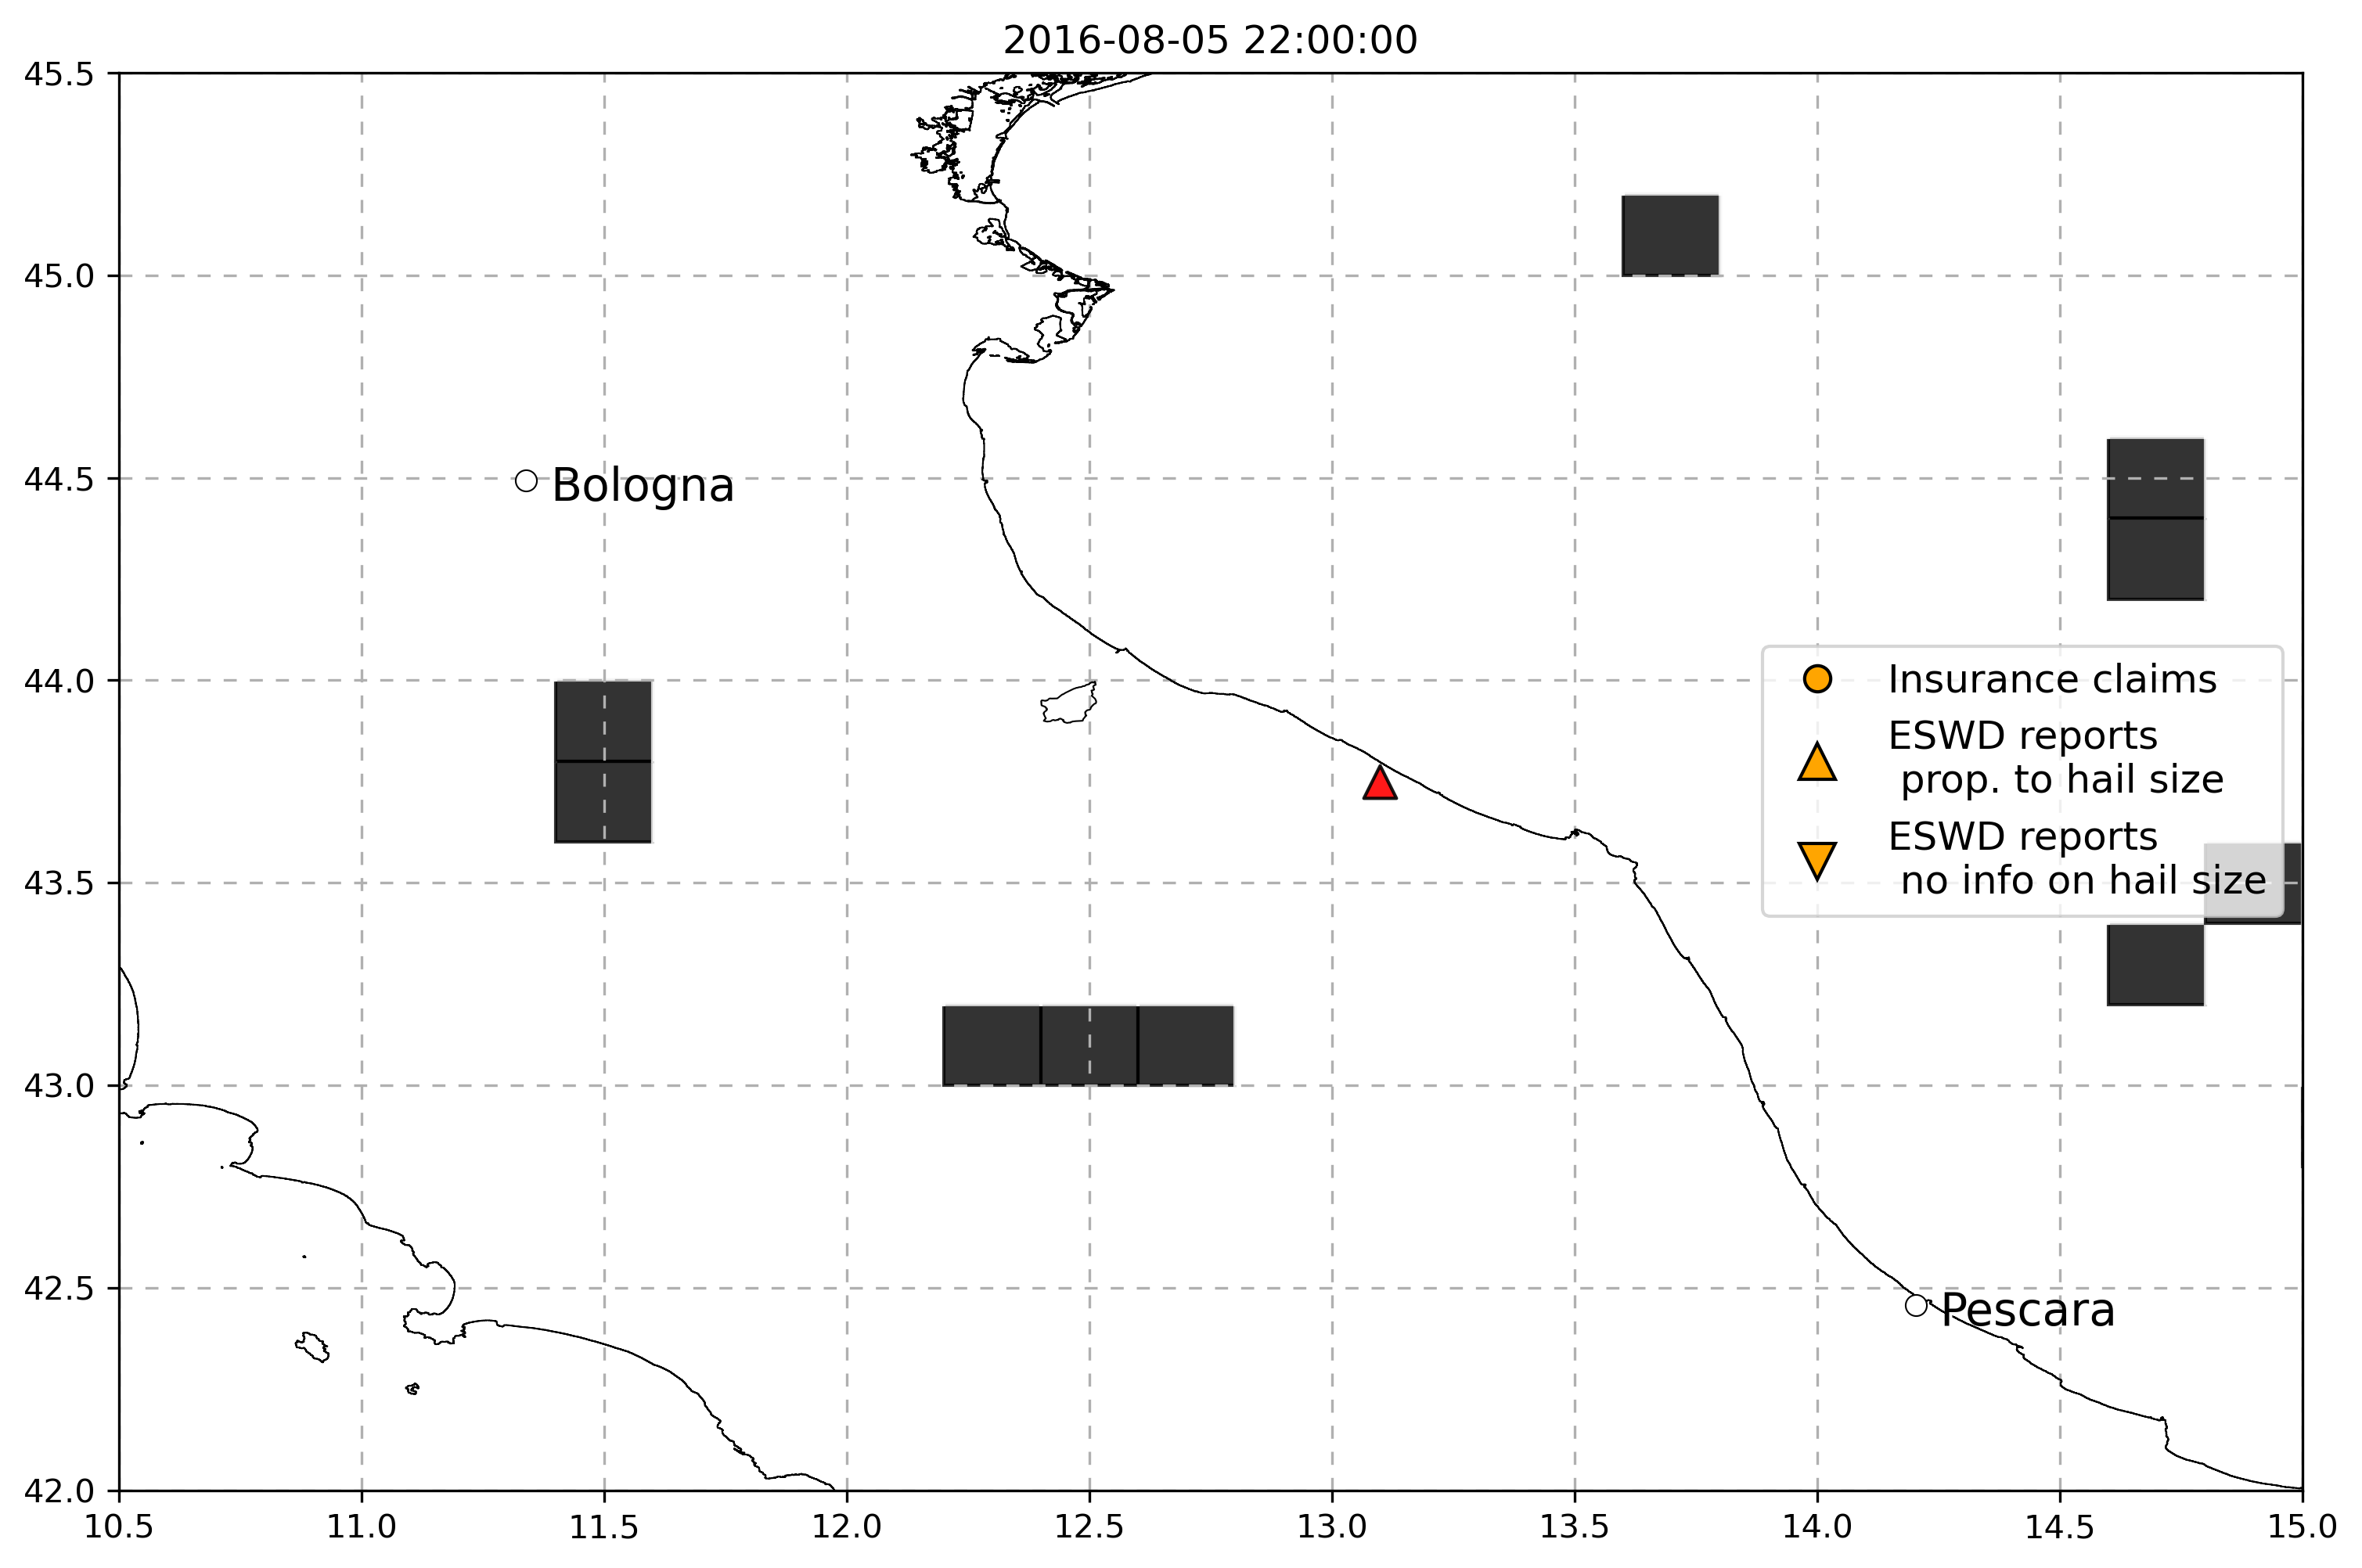 2016-08-05 22:00:00
45.5
45.0
44.5
44.0
43.5
43.0
42.5
42.0
Bologna
Insurance claims
ESWD reports
prop. to hail size
ESWD reports
no info on hail size
Pescara
10.5 11.0 11.5 12.0 12.5 13.0 13.5 14.0 14.5 15.0